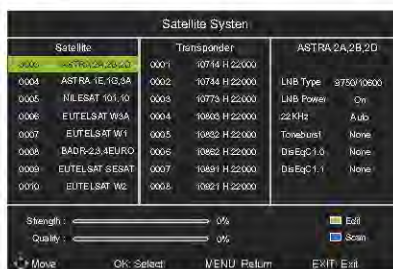 Satellite System
Satellite Transponder ASTRA 2A,2B,2D
0003 ASTRA 2A,2B,2D 0001 10714 H 22000
0004 ASTRA 1E,1G,3A 0002 10744 H 22000 LNB Type 9750/10600
0005 NILESAT 101,10 0003 10773 H 22000 LNB Power On
0006 EUTELSAT W3A 0004 10803 H 22000 22 KHz Auto
0007 EUTELSAT W1 0005 10832 H 22000 Toneburst None
0008 BADR-2,3,4EURO 0006 10862 H 22000 DisEqC1.0 None
0009 EUTELSAT SESAT 0007 10891 H 22000 DisEqC1.1 None
0010 EUTELSAT W2 0008 10921 H 22000
Strength : 0% Edit
Quality : 0% Scan
Move OK: Select MENU: Return EXIT: Exit